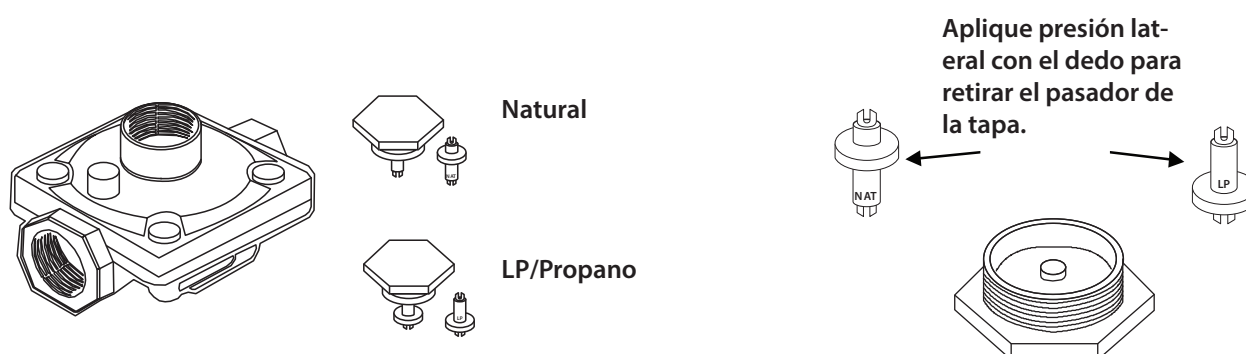 Natural
NAT
LP/Propano
LP
Aplique presión lat-
eral con el dedo para
retirar el pasador de
la tapa.
NAT
LP